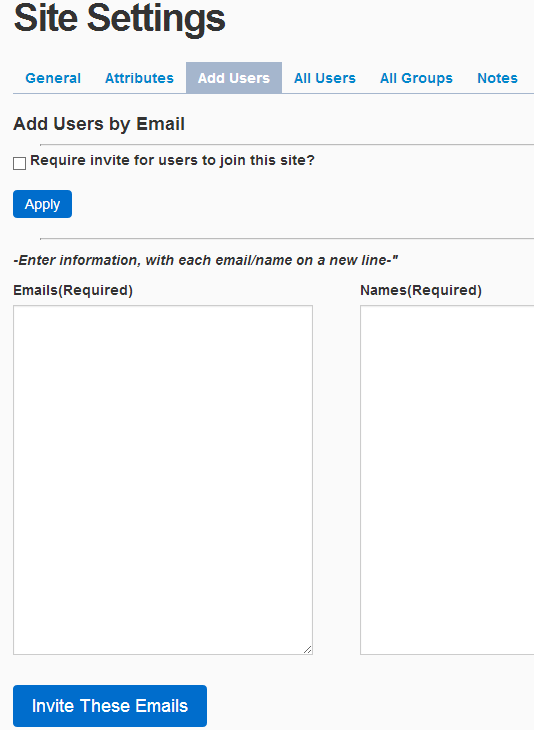 Site Settings
General Attributes Add Users All Users All Groups Notes
Add Users by Email
Require invite for users to join this site?
Apply
-Enter information, with each email/name on a new line-"
Emails(Required) Names(Required)
Invite These Emails